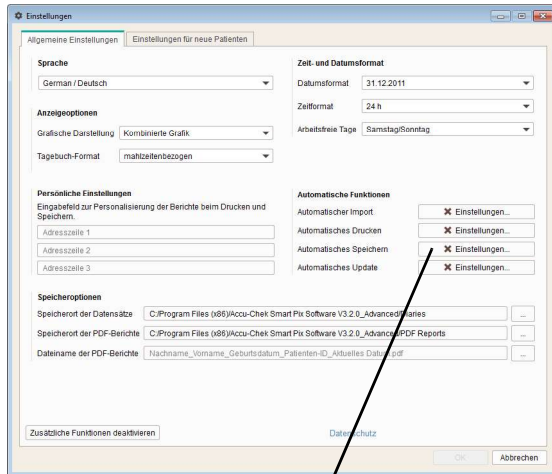 Einstellungen
Allgemeine Einstellungen
Einstellungen für neue Patienten
Sprache
German / Deutsch
Anzeigeoptionen
Grafische Darstellung
Kombinierte Grafik
Tagebuch-Format
mahlzeitenbezogen
Zeit- und Datumsformat
Datumsformat
31.12.2011
Zeitformat
24 h
Arbeitsfreie Tage
Samstag/Sonntag
Persönliche Einstellungen
Eingabefeld zur Personalisierung der Berichte beim Drucken und
Speichern.
Adresszeile 1
Adresszeile 2
Adresszeile 3
Automatische Funktionen
Automatischer Import
Einstellungen...
Automatisches Drucken
Einstellungen...
Automatisches Speichern
Einstellungen...
Automatisches Update
Einstellungen...
Speicheroptionen
Speicherort der Datensätze
C:/Program Files (x86)/Accu-Chek Smart Pix Software V3.2.0_Advanced/Diaries
...
Speicherort der PDF-Berichte
C:/Program Files (x86)/Accu-Chek Smart Pix Software V3.2.0_Advanced/PDF Reports
...
Dateiname der PDF-Berichte
Nachname_Vorname_Geburtsdatum_Patienten-ID_Aktuelles Datum.pdf
...
Zusätzliche Funktionen deaktivieren
Datenschutz
OK
Abbrechen